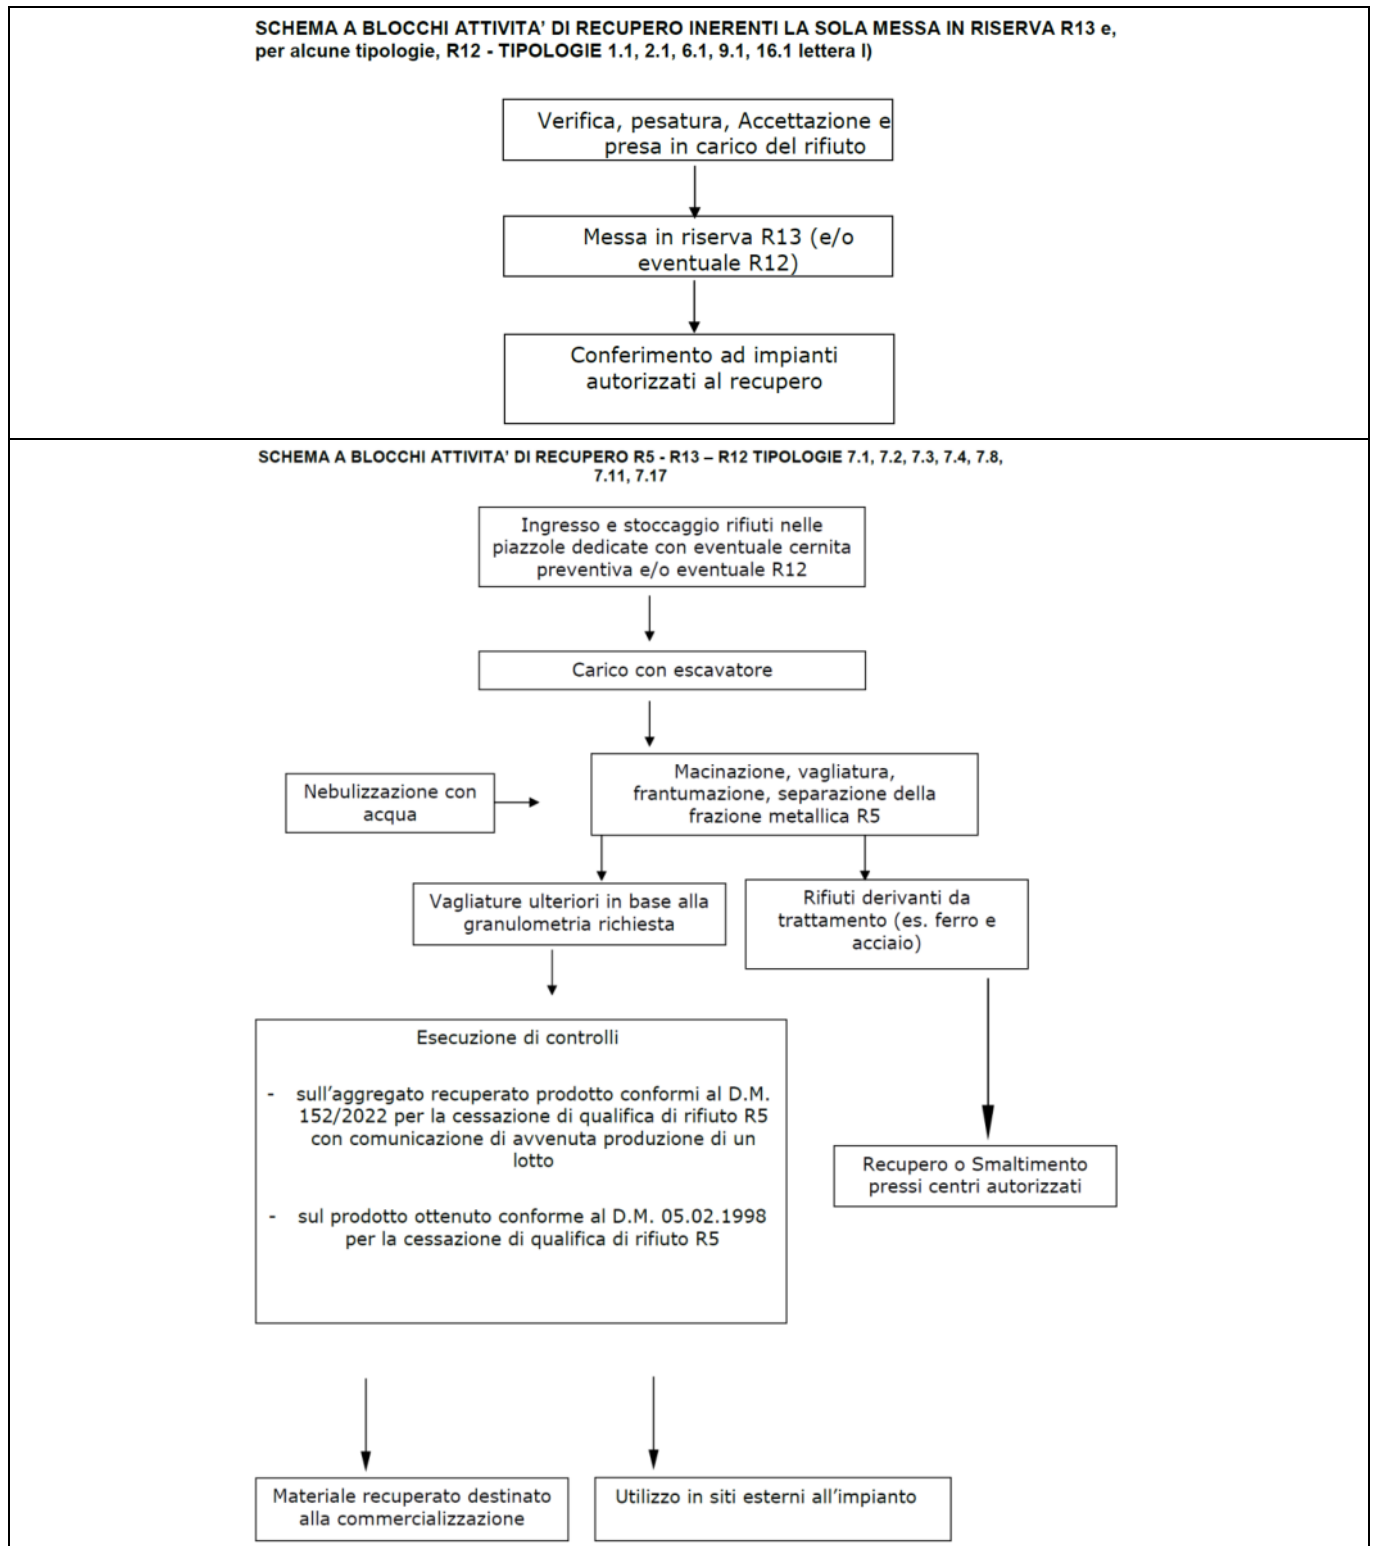 SCHEMA A BLOCCHI ATTIVITA' DI RECUPERO INERENTI LA SOLA MESSA IN RISERVA R13 e,
per alcune tipologie, R12 - TIPOLOGIE 1.1, 2.1, 6.1, 9.1, 16.1 lettera l)
Verifica, pesatura, Accettazione e
presa in carico del rifiuto
Messa in riserva R13 (e/o
eventuale R12)
Conferimento ad impianti
autorizzati al recupero
SCHEMA A BLOCCHI ATTIVITA' DI RECUPERO R5 - R13 – R12 TIPOLOGIE 7.1, 7.2, 7.3, 7.4, 7.8,
7.11, 7.17
Ingresso e stoccaggio rifiuti nelle
piazzole dedicate con eventuale cernita
preventiva e/o eventuale R12
Carico con escavatore
Nebulizzazione con
acqua
Macinazione, vagliatura,
frantumazione, separazione della
frazione metallica R5
Vagliature ulteriori in base alla
granulometria richiesta
Rifiuti derivanti da
trattamento (es. ferro e
acciaio)
Esecuzione di controlli
- sull'aggregato recuperato prodotto conformi al D.M.
152/2022 per la cessazione di qualifica di rifiuto R5
con comunicazione di avvenuta produzione di un
lotto
- sul prodotto ottenuto conforme al D.M. 05.02.1998
per la cessazione di qualifica di rifiuto R5
Recupero o Smaltimento
pressi centri autorizzati
Materiale recuperato destinato
alla commercializzazione
Utilizzo in siti esterni all'impianto